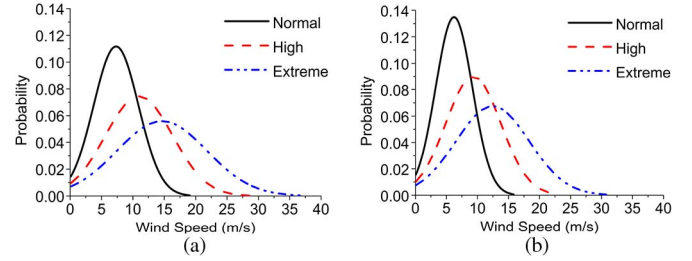 0.14
0.12
0.10
0.08
0.06
0.04
0.02
0.00
Probability
0 5 10 15 20 25 30 35 40
Wind Speed (m/s)
Normal
High
Extreme
(a)
0.14
0.12
0.10
0.08
0.06
0.04
0.02
0.00
Probability
0 5 10 15 20 25 30 35 40
Wind Speed (m/s)
Normal
High
Extreme
(b)